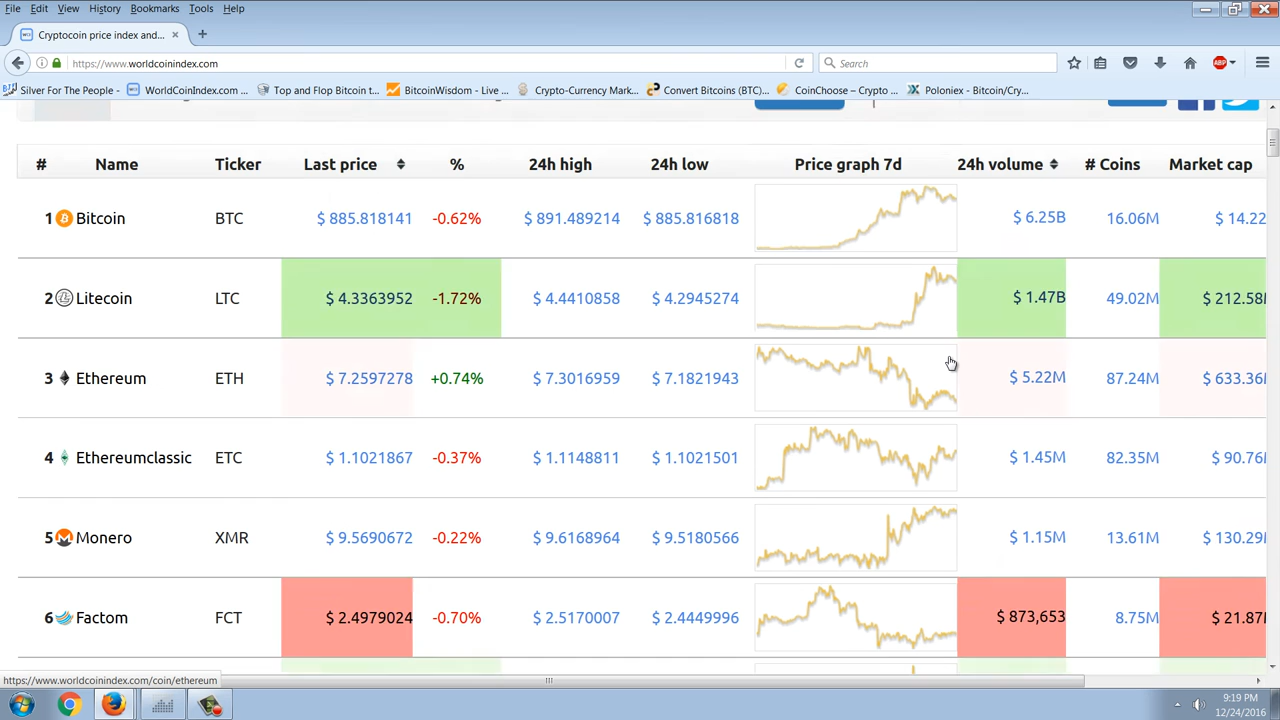 File Edit View History Bookmarks Tools Help
Cryptocoin price index and...
https://www.worldcoinindex.com Search
Silver For The People - WorldCoinIndex.com ... Top and Flop Bitcoin t... BitcoinWisdom - Live ... Crypto-Currency Mark... Convert Bitcoins (BTC)... CoinChoose – Crypto ... Poloniex - Bitcoin/Cry...
# Name Ticker Last price % 24h high 24h low Price graph 7d 24h volume # Coins Market cap
1 Bitcoin BTC $ 885.818141 -0.62% $ 891.489214 $ 885.816818 $ 6.25B 16.06M $ 14.22
2 Litecoin LTC $ 4.3363952 -1.72% $ 4.4410858 $ 4.2945274 $ 1.47B 49.02M $ 212.58
3 Ethereum ETH $ 7.2597278 +0.74% $ 7.3016959 $ 7.1821943 $ 5.22M 87.24M $ 633.36
4 Ethereumclassic ETC $ 1.1021867 -0.37% $ 1.1148811 $ 1.1021501 $ 1.45M 82.35M $ 90.76
5 Monero XMR $ 9.5690672 -0.22% $ 9.6168964 $ 9.5180566 $ 1.15M 13.61M $ 130.29
6 Factom FCT $ 2.4979024 -0.70% $ 2.5170007 $ 2.4449996 $ 873,653 8.75M $ 21.87
https://www.worldcoinindex.com/coin/ethereum
9:19 PM
12/24/2016